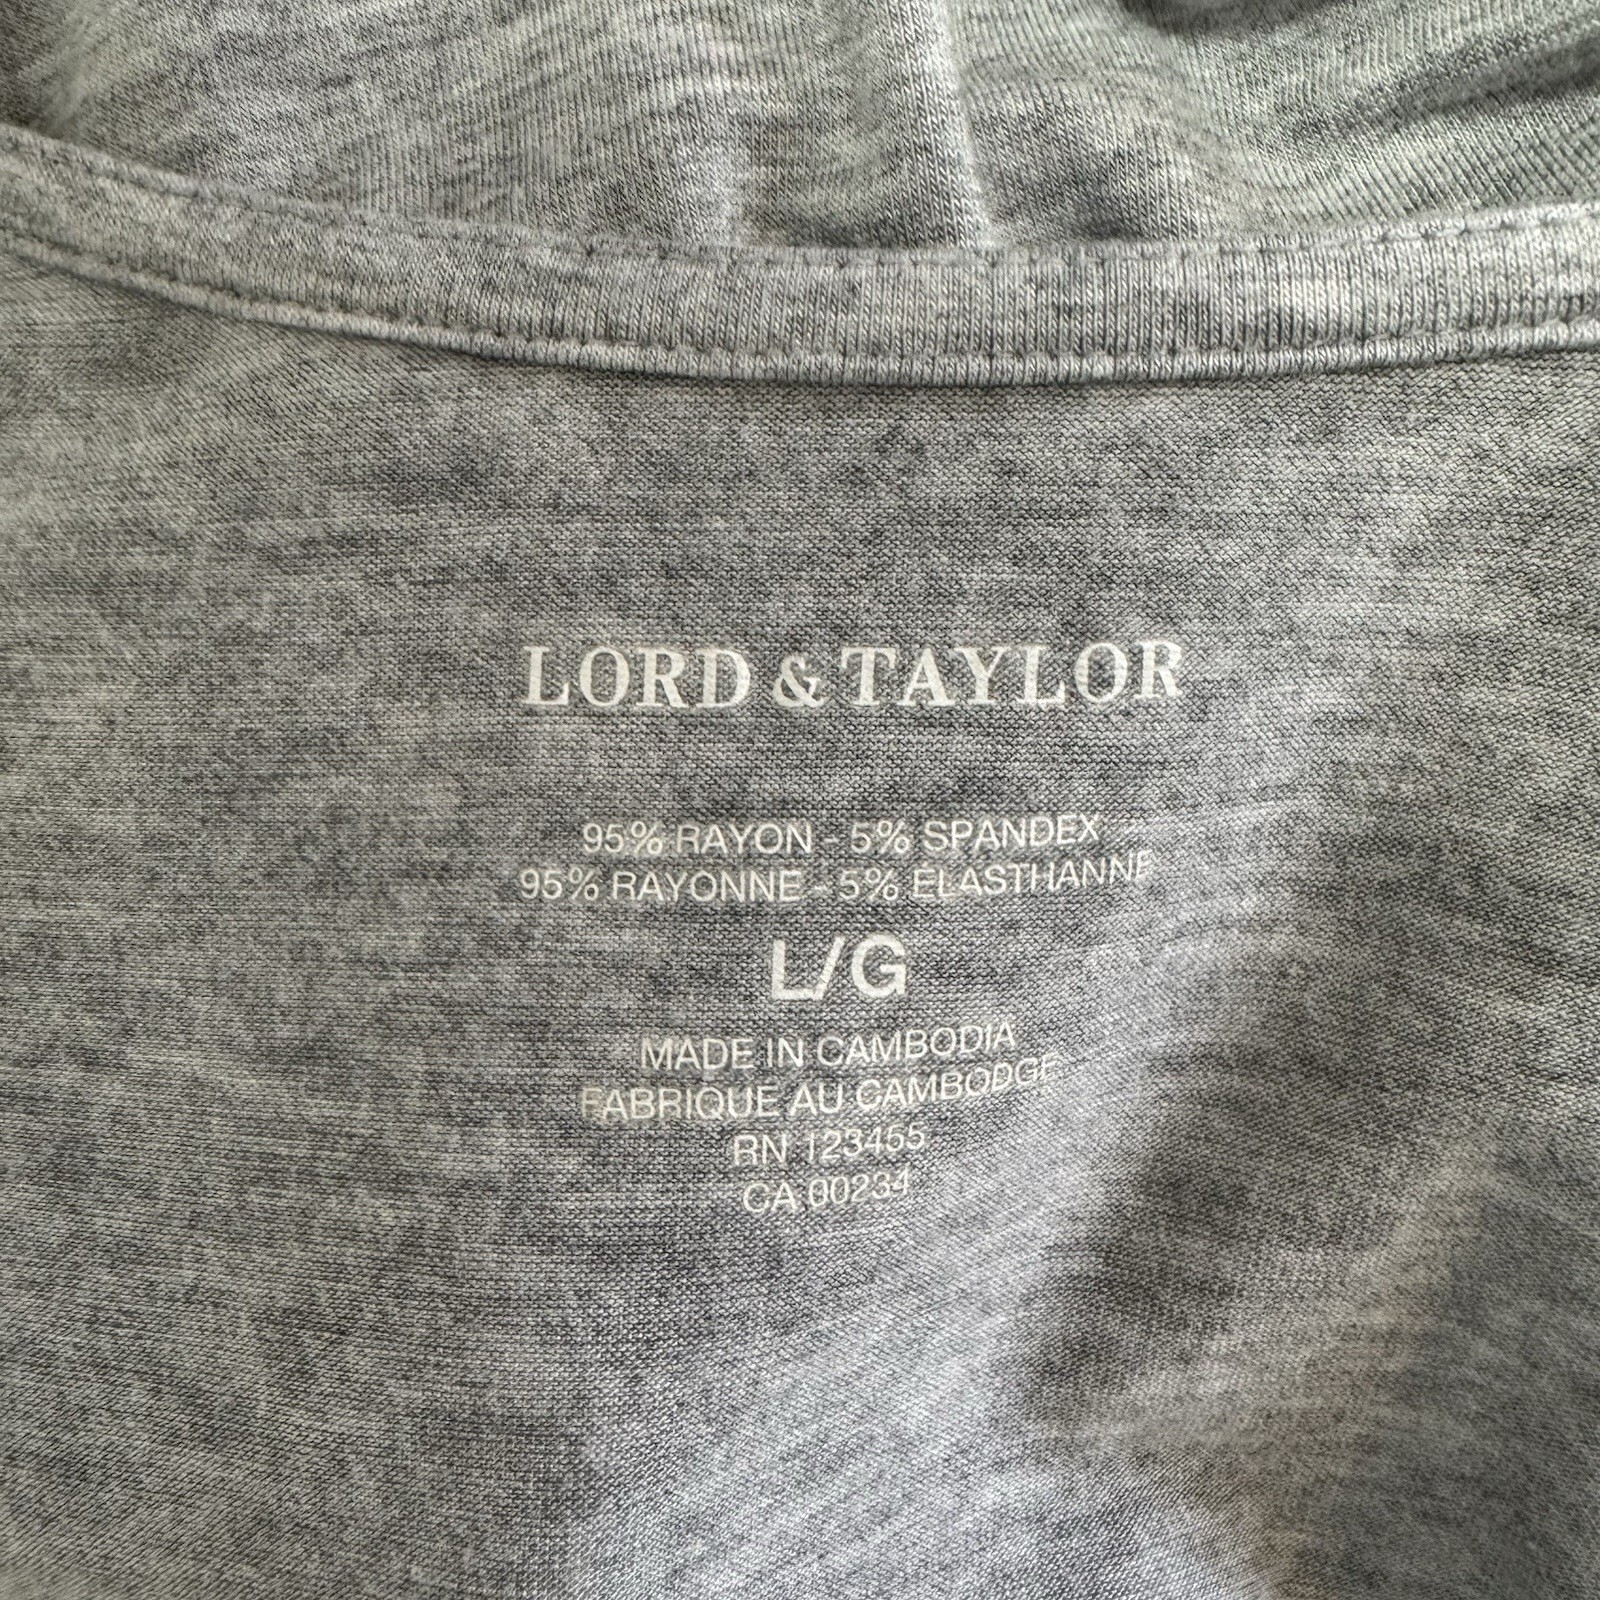 LORD & TAYLOR
95% RAYON - 5% SPANDEX
95% RAYONNE - 5% ÉLASTHANNE
L/G
MADE IN CAMBODIA
FABRIQUE AU CAMBODGE
RN 123455
CA 00234